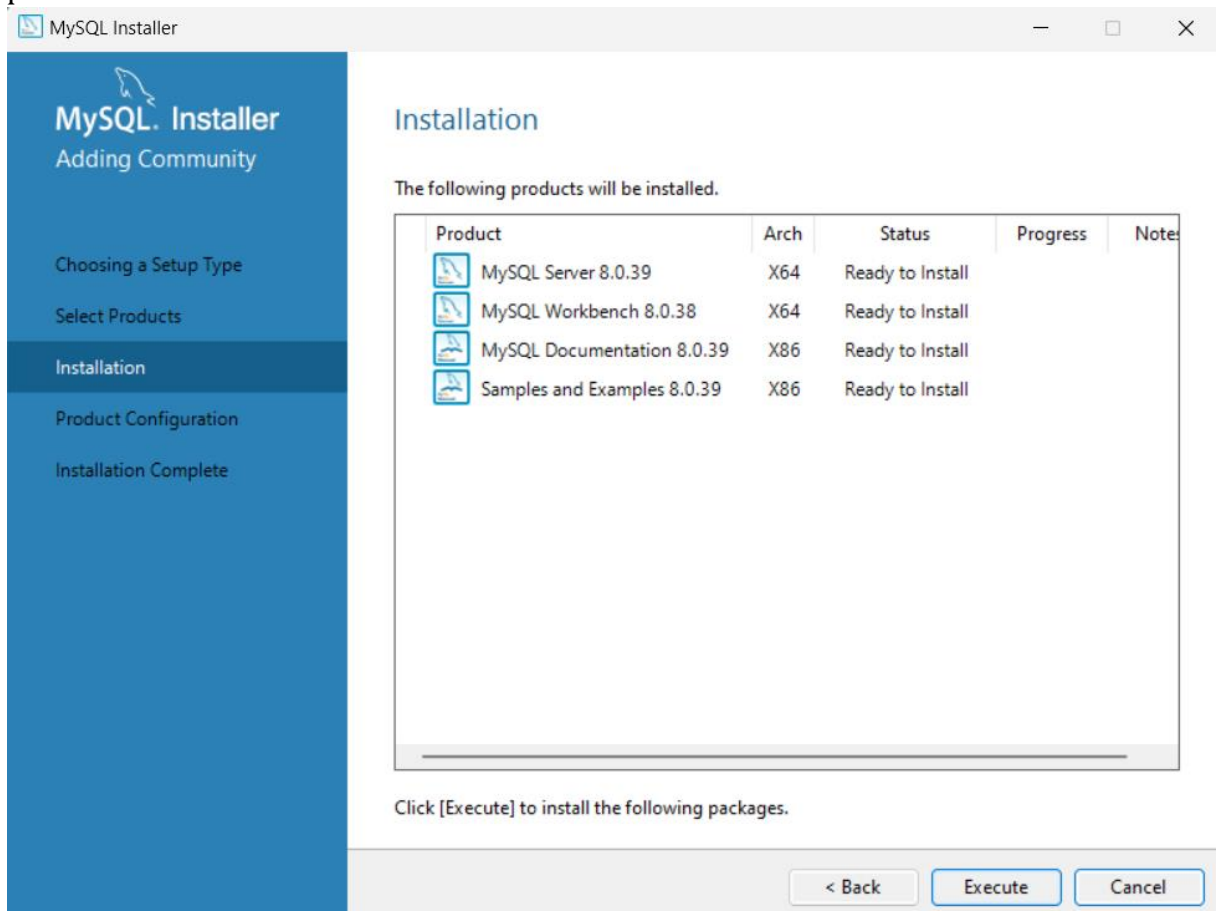 MySQL Installer
MySQL. Installer
Adding Community
Choosing a Setup Type
Select Products
Installation
Product Configuration
Installation Complete
Installation
The following products will be installed.
Product Arch Status Progress Notes
MySQL Server 8.0.39 X64 Ready to Install
MySQL Workbench 8.0.38 X64 Ready to Install
MySQL Documentation 8.0.39 X86 Ready to Install
Samples and Examples 8.0.39 X86 Ready to Install
Click [Execute] to install the following packages.
< Back Execute Cancel